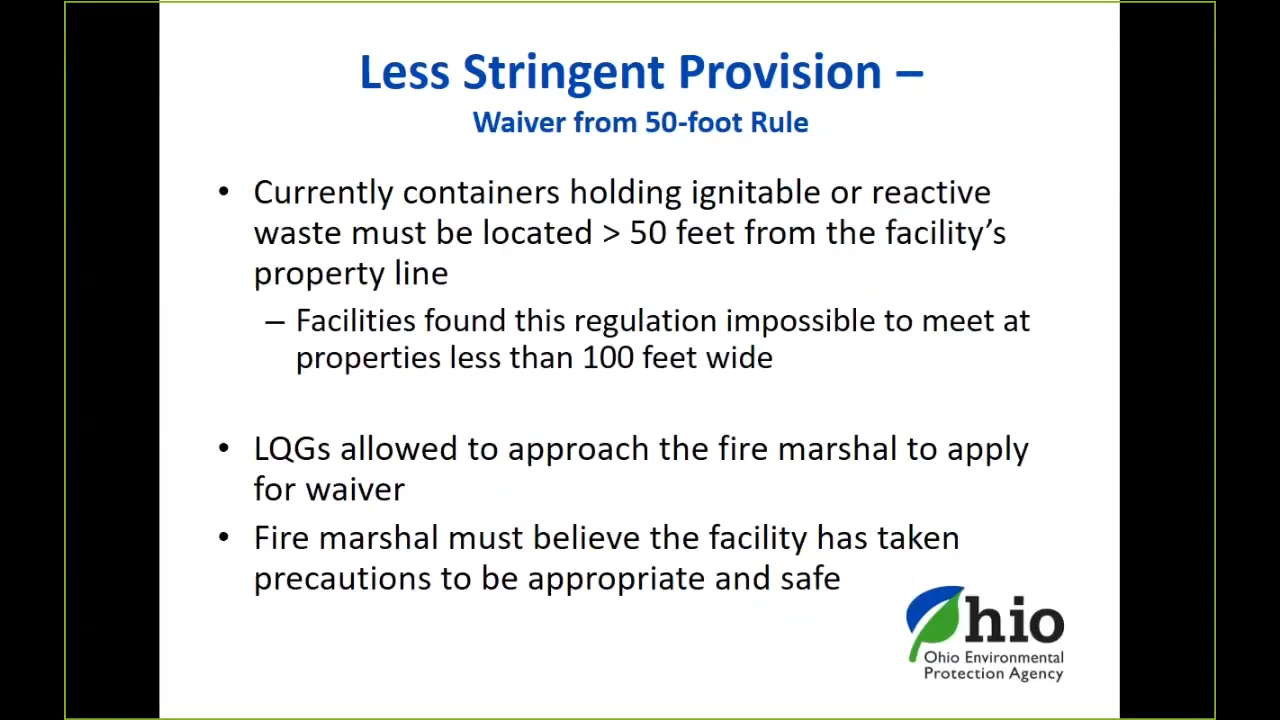 Less Stringent Provision –
Waiver from 50-foot Rule
• Currently containers holding ignitable or reactive
waste must be located > 50 feet from the facility’s
property line
– Facilities found this regulation impossible to meet at
properties less than 100 feet wide
• LQGs allowed to approach the fire marshal to apply
for waiver
• Fire marshal must believe the facility has taken
precautions to be appropriate and safe
Ohio
Ohio Environmental
Protection Agency